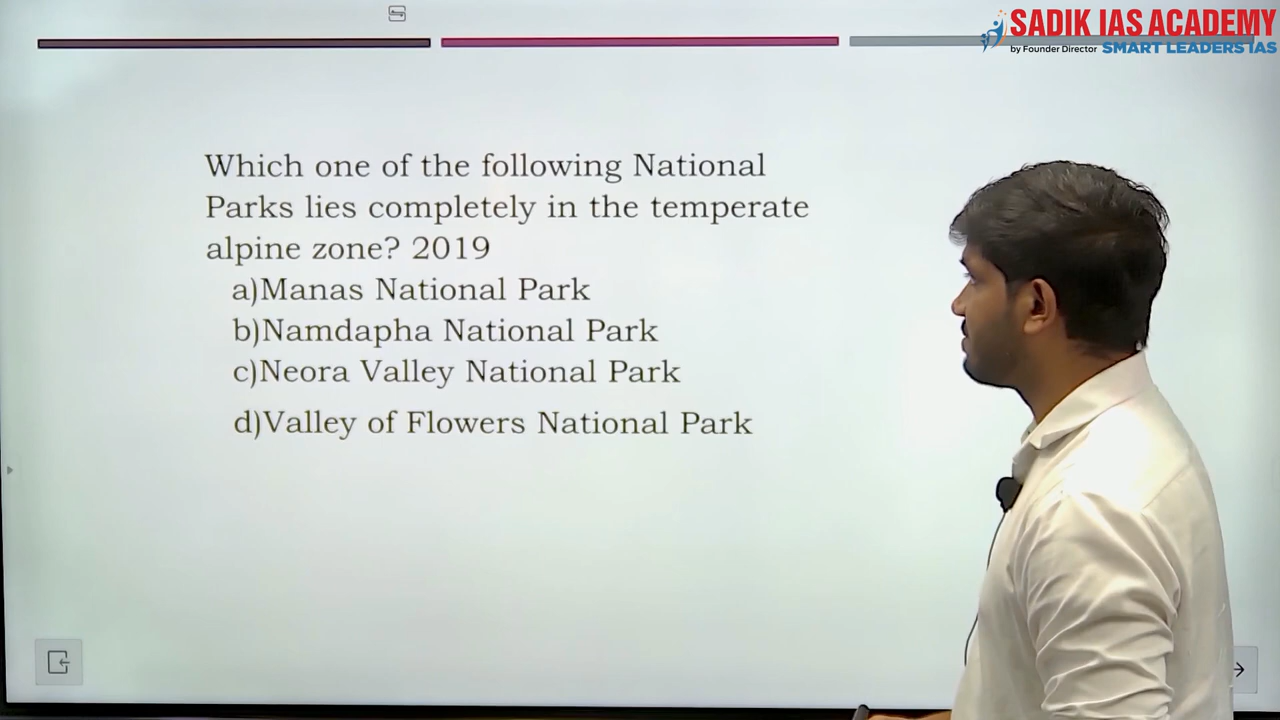 SADIK IAS ACADEMY
by Founder Director SMART LEADERS IAS
Which one of the following National
Parks lies completely in the temperate
alpine zone? 2019
a)Manas National Park
b)Namdapha National Park
c)Neora Valley National Park
d)Valley of Flowers National Park